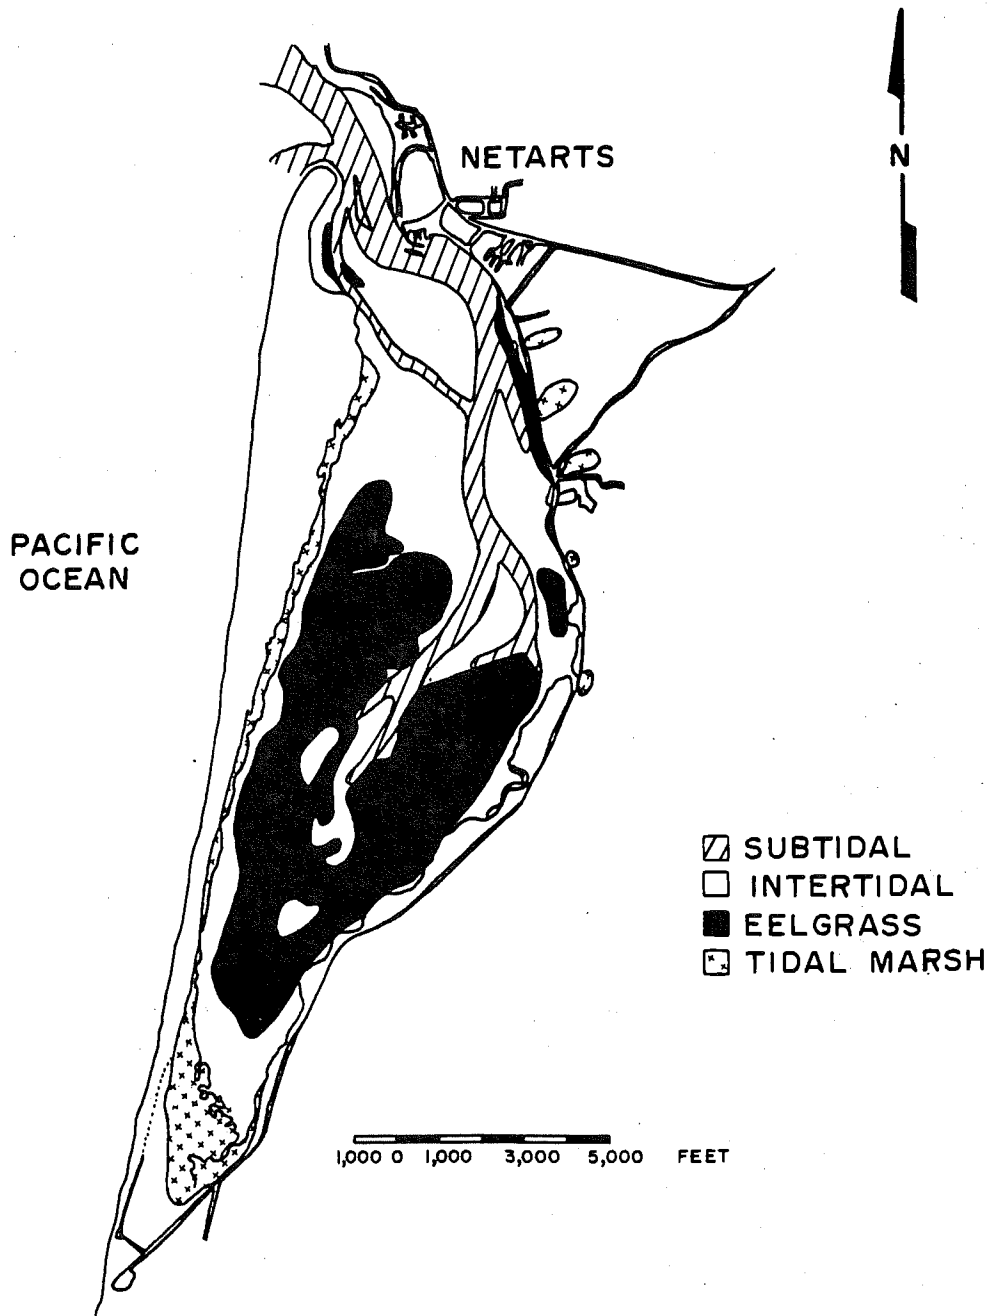 N
NETARTS
PACIFIC
OCEAN
SUBTIDAL
INTERTIDAL
EELGRASS
TIDAL MARSH
1,000 0 1,000 3,000 5,000 FEET